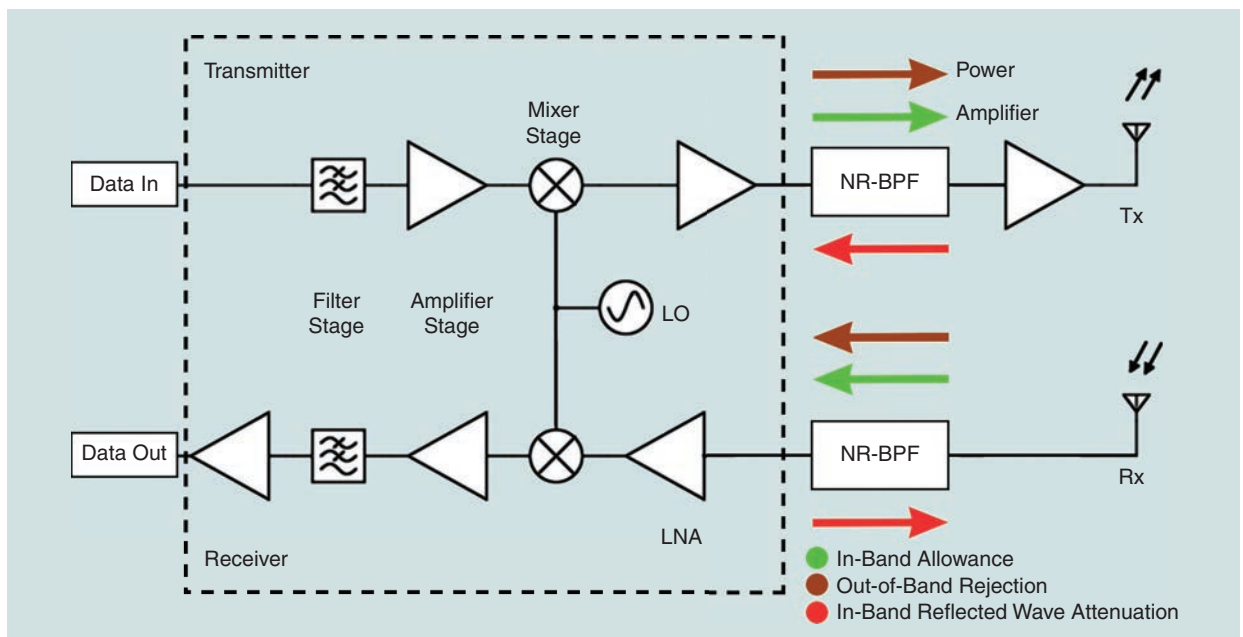 Transmitter
Power
Amplifier
Mixer
Stage
Data In
NR-BPF
Tx
Filter
Stage
Amplifier
Stage
LO
Data Out
NR-BPF
Rx
LNA
Receiver
In-Band Allowance
Out-of-Band Rejection
In-Band Reflected Wave Attenuation